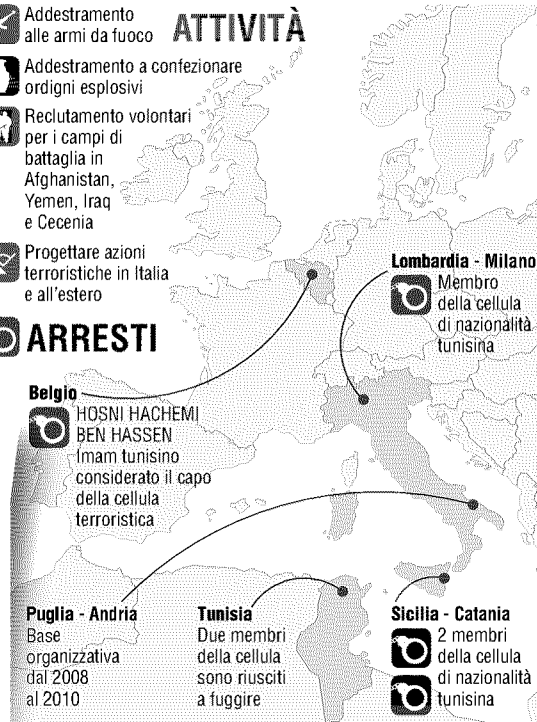 Addestramento
alle armi da fuoco
ATTIVITÀ
Addestramento a confezionare
ordigni esplosivi
Reclutamento volontari
per i campi di
battaglia in
Afghanistan,
Yemen, Iraq
e Cecenia
Progettare azioni
terroristiche in Italia
e all'estero
ARRESTI
Lombardia - Milano
Membro
della cellula
di nazionalità
tunisina
Belgio
HOSNI HACHEMI
BEN HASSEN
Imam tunisino
considerato il capo
della cellula
terroristica
Puglia - Andria
Base
organizzativa
dal 2008
al 2010
Tunisia
Due membri
della cellula
sono riusciti
a fuggire
Sicilia - Catania
2 membri
della cellula
di nazionalità
tunisina